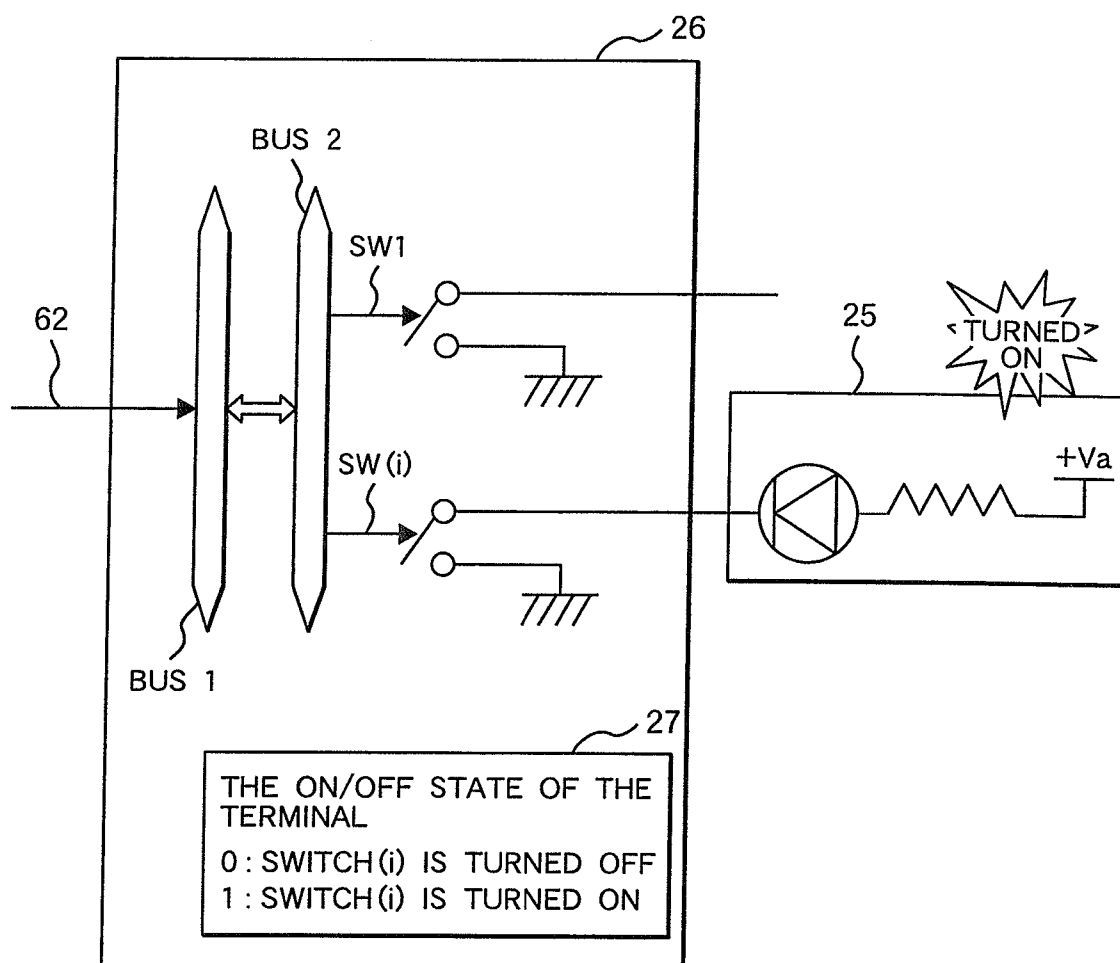 26
BUS 2
SW1
62
25
TURNED
ON
+Va
SW(i)
BUS 1
27
THE ON/OFF STATE OF THE
TERMINAL
0 : SWITCH(i) IS TURNED OFF
1 : SWITCH(i) IS TURNED ON